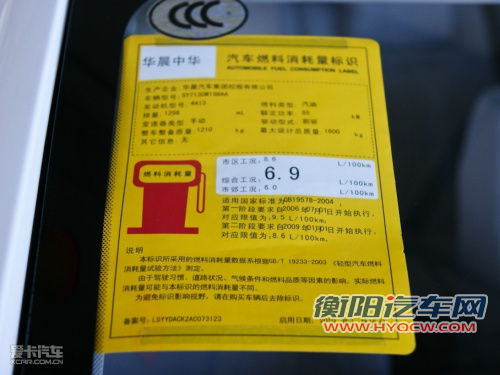 华晨中华
汽车燃料消耗量标识
AUTOMOBILE FUEL CONSUMPTION LABEL
生产企业: 华晨汽车集团控股有限公司
车辆型号:
发动机型号: 4A13 燃料类型: 汽油
排量: 1298 mL 额定功率: 65 kW
变速器类型: 手动 驱动型式: 前驱
整车整备质量: 1210 kg 最大设计总质量: 1600 kg
其它信息: 无
燃料消耗量
市区工况: 8.6 L/100km
综合工况: 6.9 L/100km
市郊工况: 6.0 L/100km
适用国家标准为GB19578-2004,
第一阶段要求自2006年07月01日开始执行,
对应限值为: 9.5 L/100km;
第二阶段要求自2009年01月01日开始执行,
对应限值为: 8.6 L/100km;
说明
本标识所采用的燃料消耗量数据系根据GB/T 19233-2003《轻型汽车燃料
消耗量试验方法》测定。
由于驾驶习惯、道路状况、气候条件和燃料品质等因素的影响, 实际燃料
消耗量可能与本标识的燃料消耗量不同。
为避免标识影响视野, 请在购买车辆后去除标识。
备案号: LSYYDACK2AC073123 启用日期:
爱卡汽车
XCAR.COM.CN
衡阳汽车网
WWW.HYQCW.COM